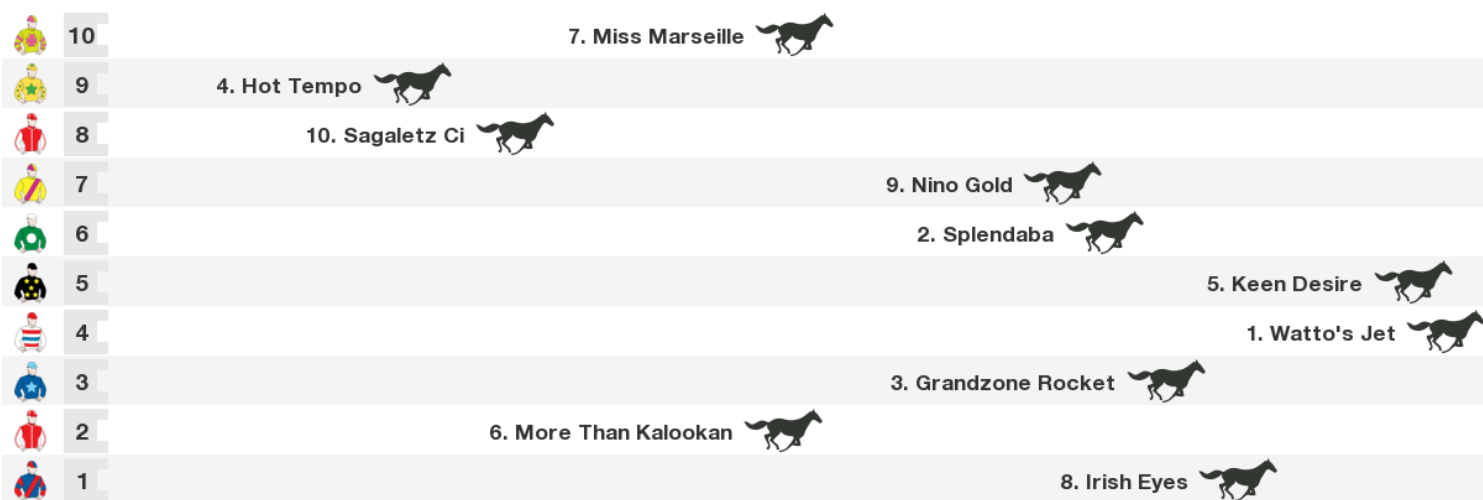 10 7. Miss Marseille
9 4. Hot Tempo
8 10. Sagaletz Ci
7 9. Nino Gold
6 2. Splendaba
5 5. Keen Desire
4 1. Watto's Jet
3 3. Grandzone Rocket
2 6. More Than Kalookan
1 8. Irish Eyes